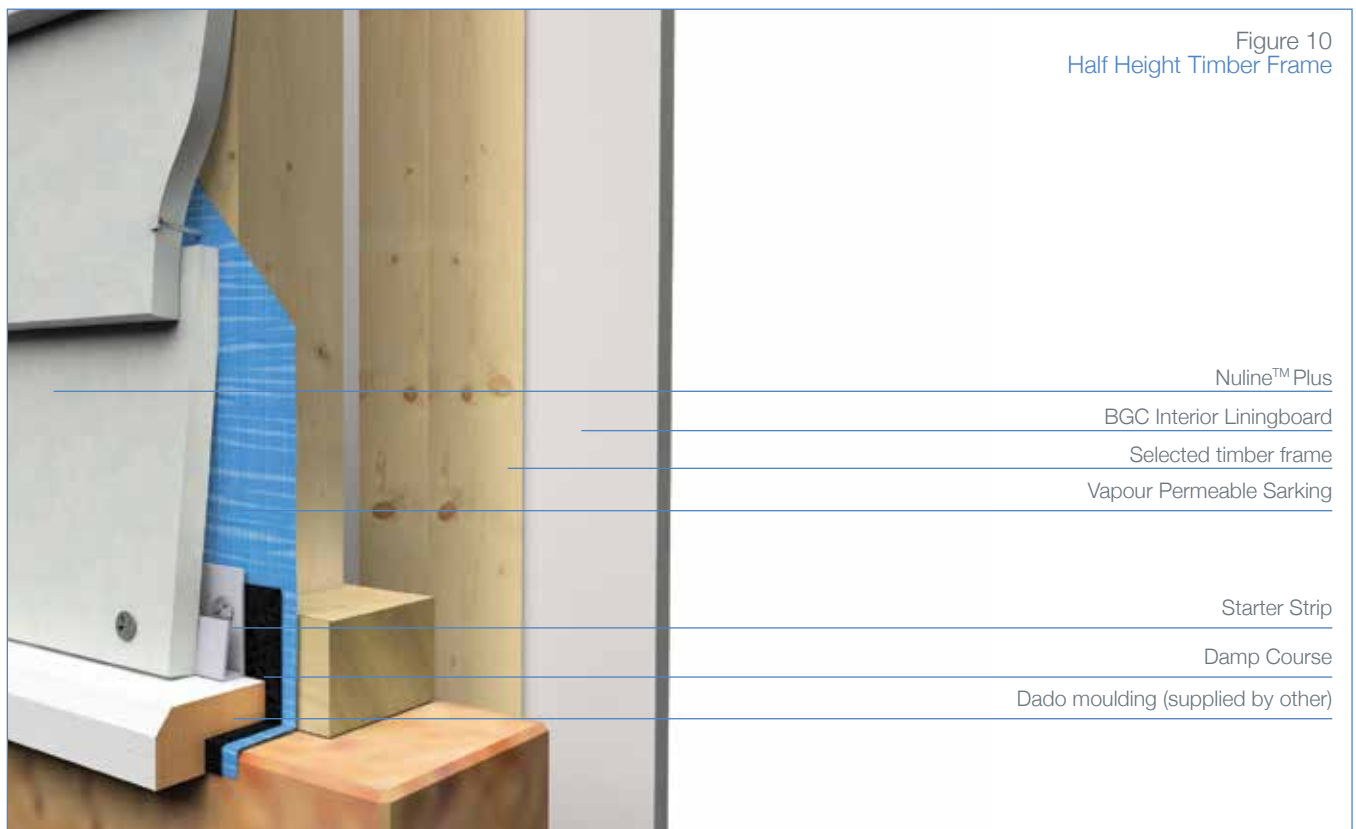 Figure 10
Half Height Timber Frame
Nuline™ Plus
BGC Interior Liningboard
Selected timber frame
Vapour Permeable Sarking
Starter Strip
Damp Course
Dado moulding (supplied by other)